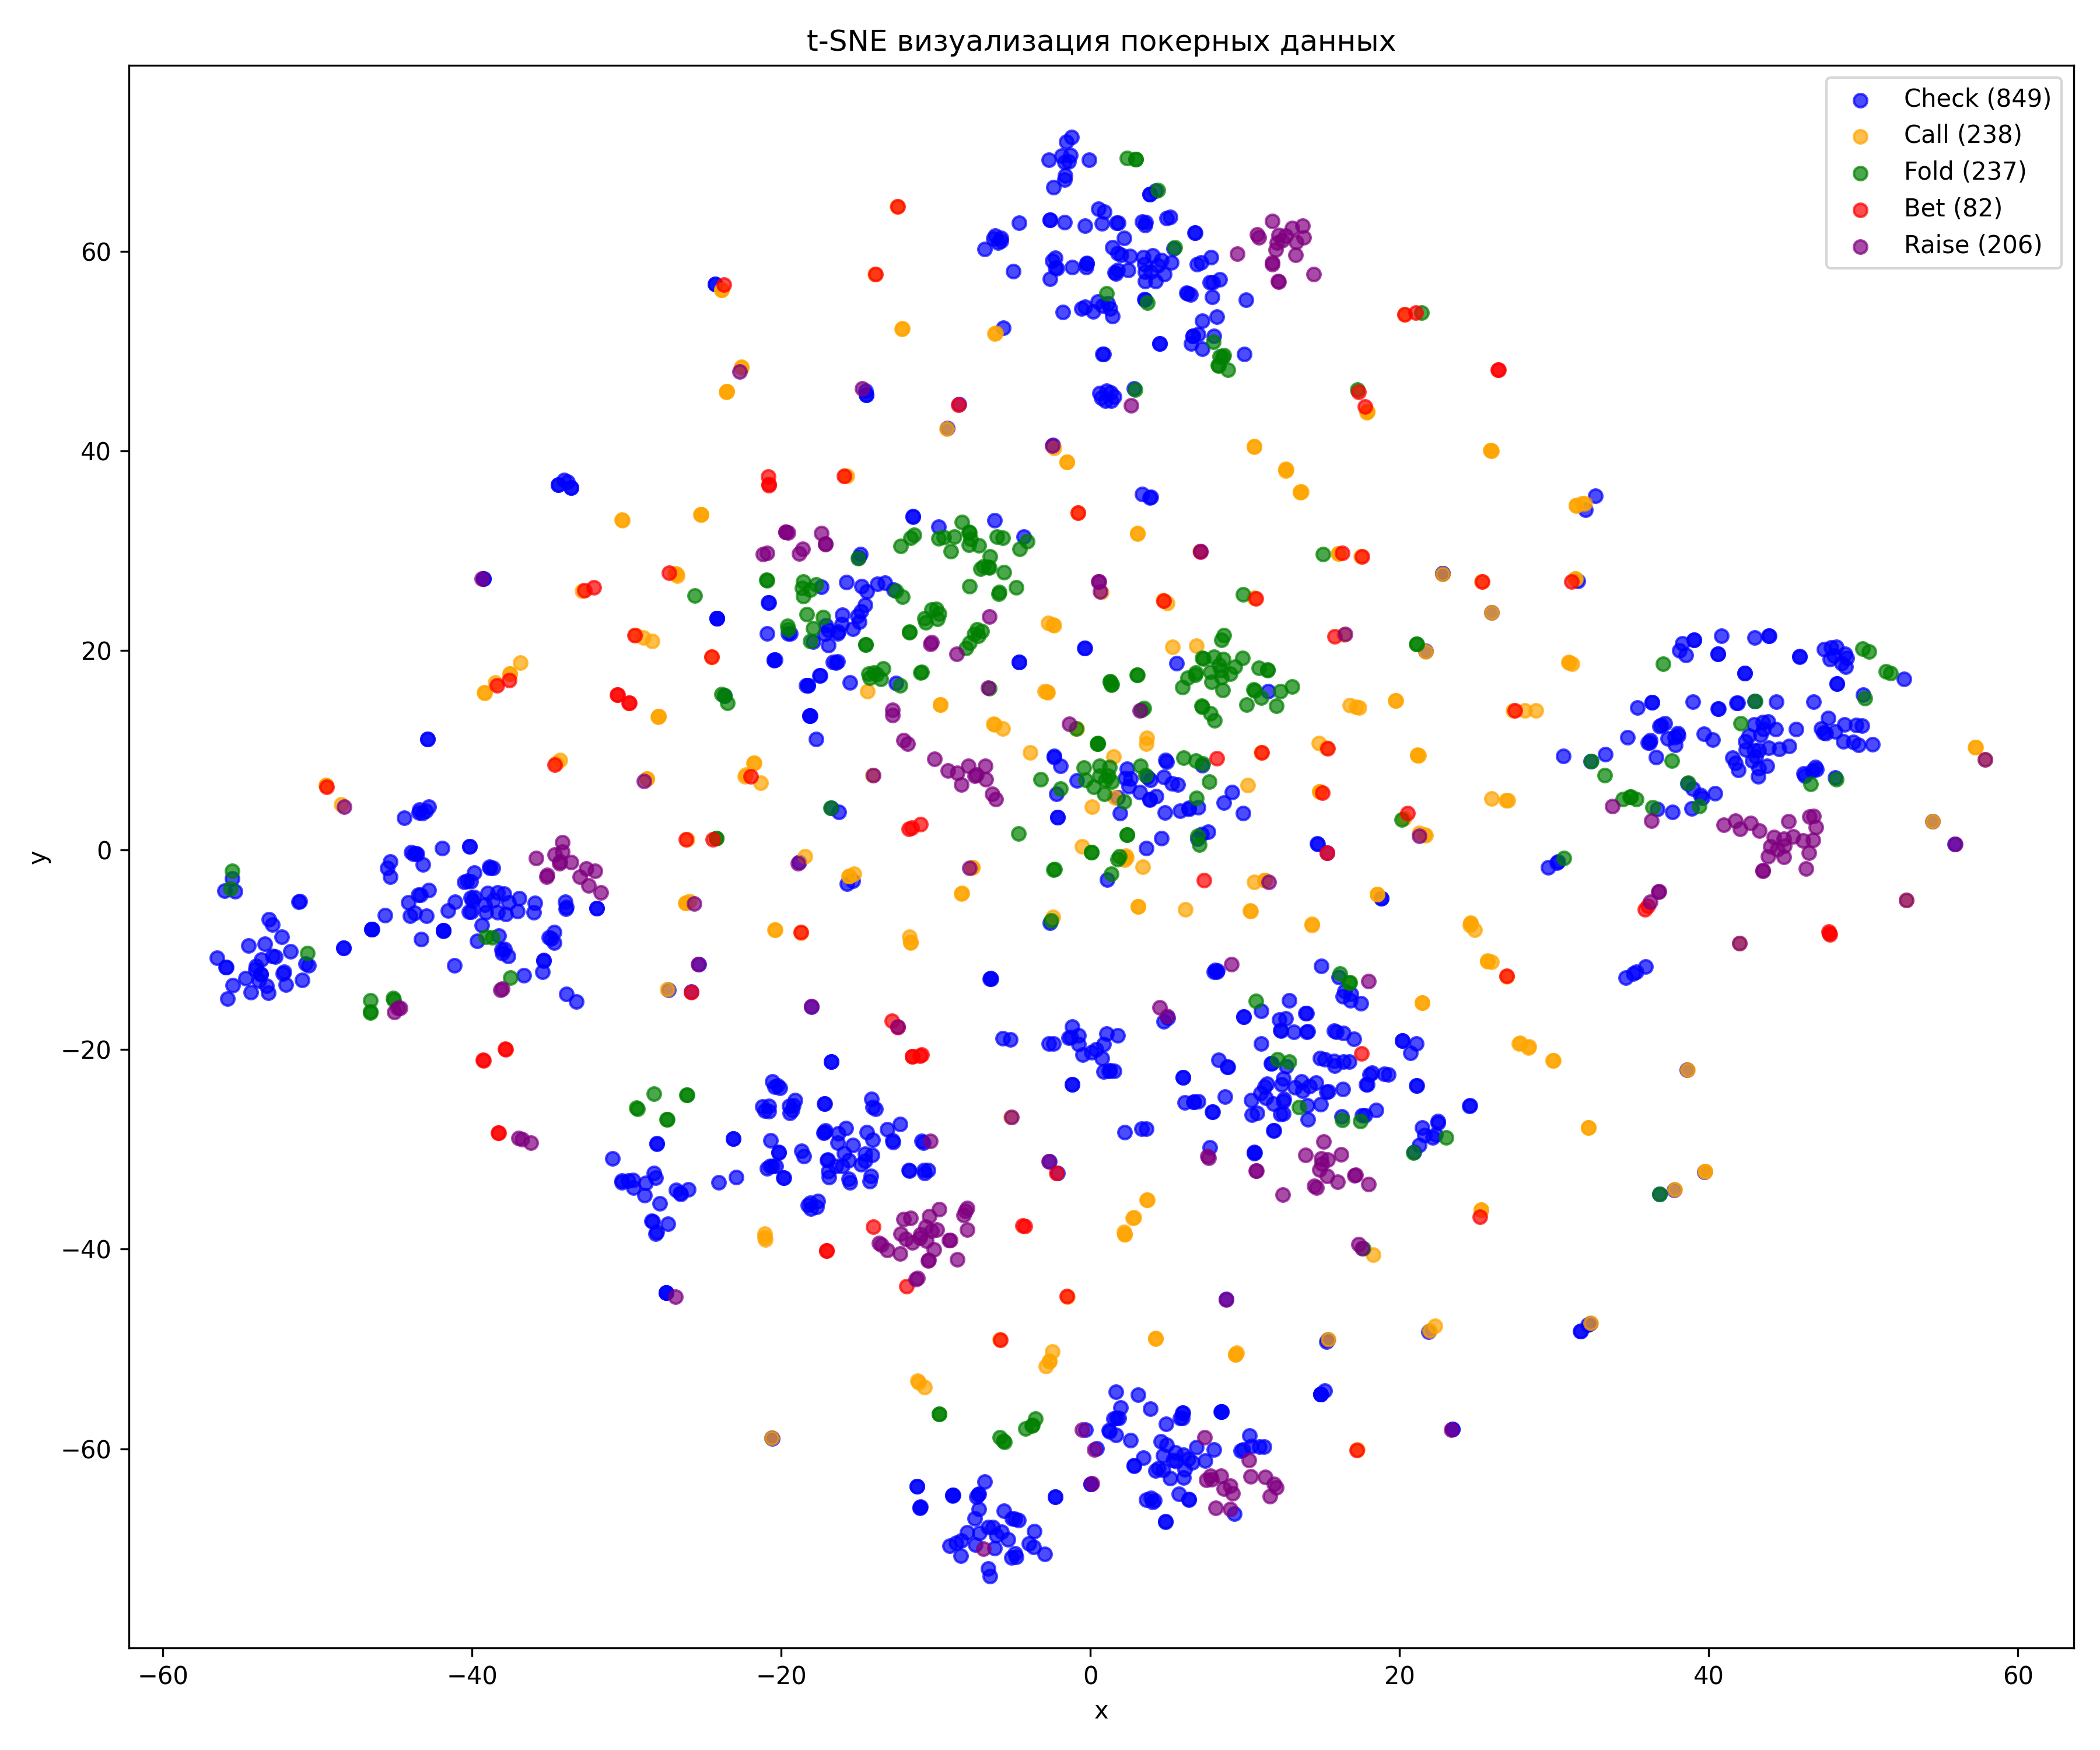 t-SNE визуализация покерных данных
Check (849)
Call (238)
Fold (237)
Bet (82)
Raise (206)
60
40
20
0
−20
−40
−60
y
−60
−40
−20
0
20
40
60
x